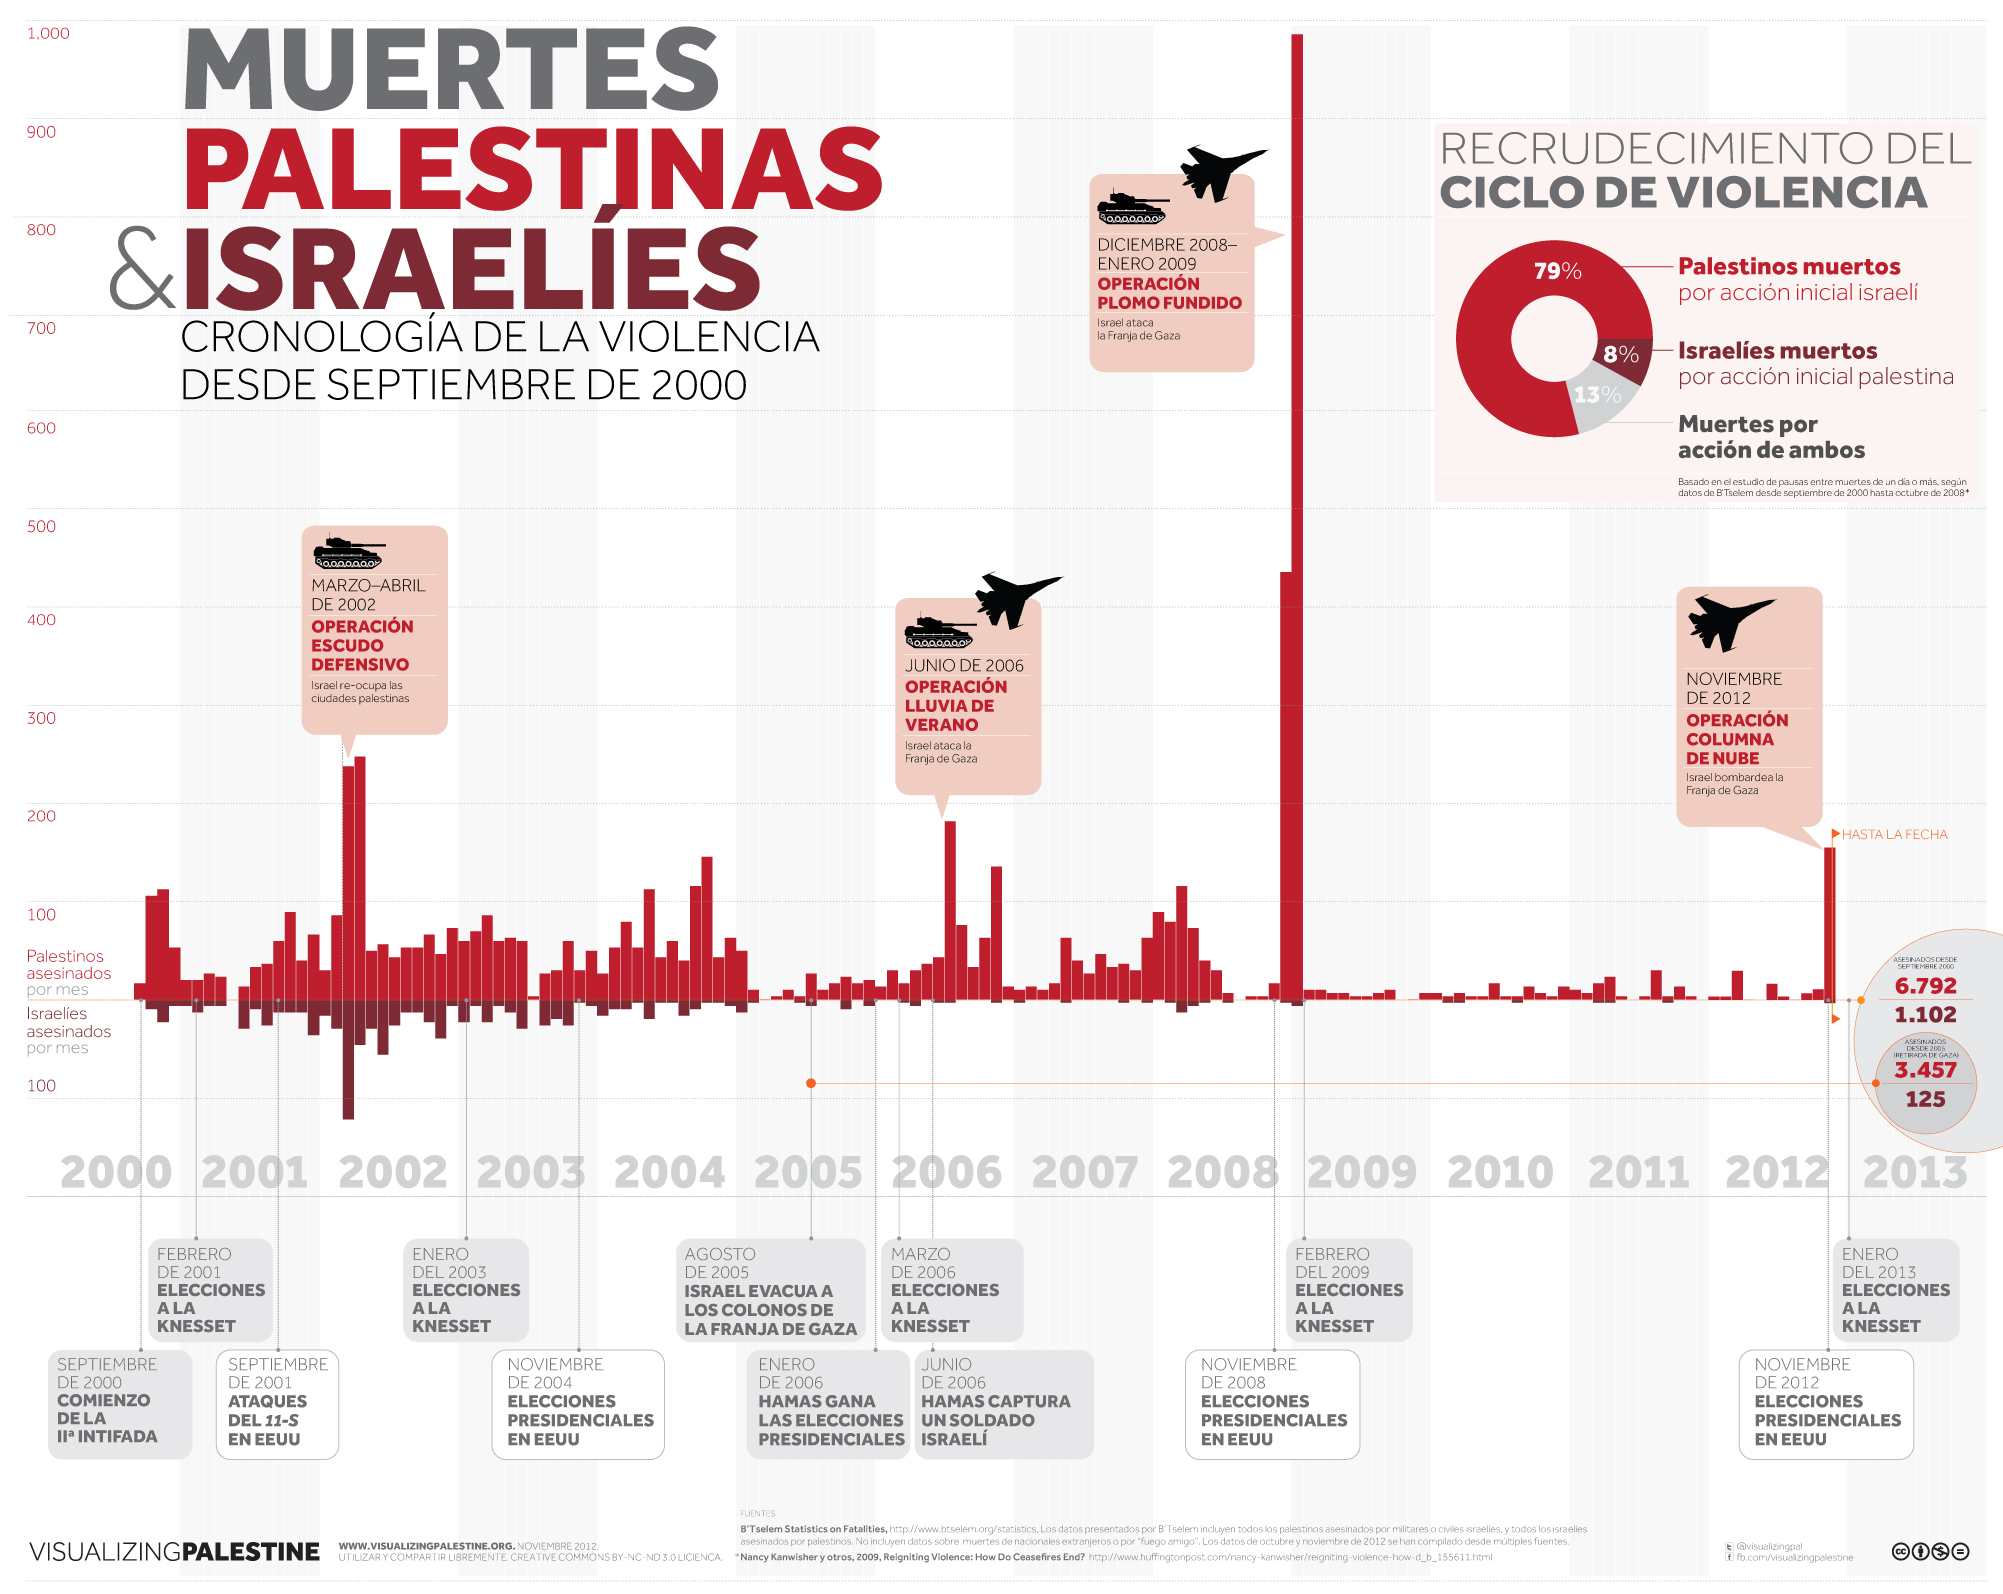 1,000
900
800
700
600
500
400
300
200
100
Palestinos
asesinados
por mes
Israelíes
asesinados
por mes
100
MUERTES
PALESTINAS
& ISRAELÍES
CRONOLOGÍA DE LA VIOLENCIA
DESDE SEPTIEMBRE DE 2000
MARZO–ABRIL
DE 2002
OPERACIÓN
ESCUDO
DEFENSIVO
Israel re-ocupa las
ciudades palestinas
JUNIO DE 2006
OPERACIÓN
LLUVIA DE
VERANO
Israel ataca la
Franja de Gaza
DICIEMBRE 2008–
ENERO 2009
OPERACIÓN
PLOMO FUNDIDO
Israel ataca
la Franja de Gaza
RECRUDECIMIENTO DEL
CICLO DE VIOLENCIA
79%
8%
13%
Palestinos muertos
por acción inicial israelí
Israelíes muertos
por acción inicial palestina
Muertes por
acción de ambos
Basado en el estudio de pausas entre muertes de un día o más, según
datos de B'Tselem desde septiembre de 2000 hasta octubre de 2008*
NOVIEMBRE
DE 2012
OPERACIÓN
COLUMNA
DE NUBE
Israel bombardea la
Franja de Gaza
HASTA LA FECHA
ASESINADOS DESDE
SEPTIEMBRE 2000
6.792
1.102
ASESINADOS
DESDE 2005
(RETIRADA DE GAZA)
3.457
125
2000 2001 2002 2003 2004 2005 2006 2007 2008 2009 2010 2011 2012 2013
FEBRERO
DE 2001
ELECCIONES
A LA
KNESSET
ENERO
DEL 2003
ELECCIONES
A LA
KNESSET
AGOSTO
DE 2005
ISRAEL EVACUA A
LOS COLONOS DE
LA FRANJA DE GAZA
MARZO
DE 2006
ELECCIONES
A LA
KNESSET
FEBRERO
DEL 2009
ELECCIONES
A LA
KNESSET
ENERO
DEL 2013
ELECCIONES
A LA
KNESSET
SEPTIEMBRE
DE 2000
COMIENZO
DE LA
IIª INTIFADA
SEPTIEMBRE
DE 2001
ATAQUES
DEL 11-S
EN EEUU
NOVIEMBRE
DE 2004
ELECCIONES
PRESIDENCIALES
EN EEUU
ENERO
DE 2006
HAMAS GANA
LAS ELECCIONES
PRESIDENCIALES
JUNIO
DE 2006
HAMAS CAPTURA
UN SOLDADO
ISRAELÍ
NOVIEMBRE
DE 2008
ELECCIONES
PRESIDENCIALES
EN EEUU
NOVIEMBRE
DE 2012
ELECCIONES
PRESIDENCIALES
EN EEUU
VISUALIZINGPALESTINE
WWW.VISUALIZINGPALESTINE.ORG. NOVIEMBRE 2012.
UTILIZAR Y COMPARTIR LIBREMENTE. CREATIVE COMMONS BY-NC-ND 3.0 LICIENCA.
FUENTES
B'Tselem Statistics on Fatalities, http://www.btselem.org/statistics. Los datos presentados por B'Tselem incluyen todos los palestinos asesinados por militares o civiles israelíes, y todos los israelíes
asesinados por palestinos. No incluyen datos sobre muertes de nacionales extranjeros o por "fuego amigo". Los datos de octubre y noviembre de 2012 se han compilado desde múltiples fuentes.
*Nancy Kanwisher y otros, 2009, Reigniting Violence: How Do Ceasefires End? http://www.huffingtonpost.com/nancy-kanwisher/reigniting-violence-how-d_b_155611.html
@visualizingpal
fb.com/visualizingpalestine